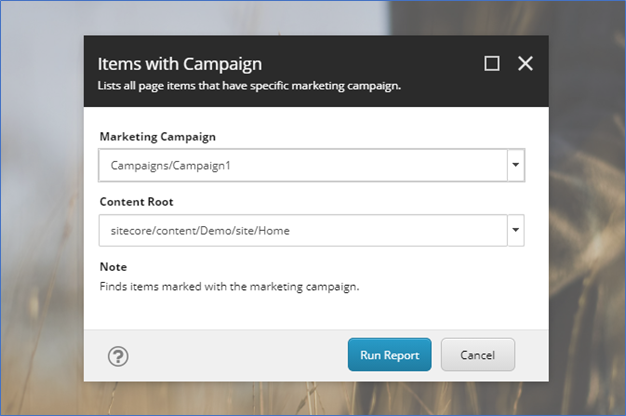 Items with Campaign
Lists all page items that have specific marketing campaign.
Marketing Campaign
Campaigns/Campaign1
Content Root
sitecore/content/Demo/site/Home
Note
Finds items marked with the marketing campaign.
? Run Report Cancel